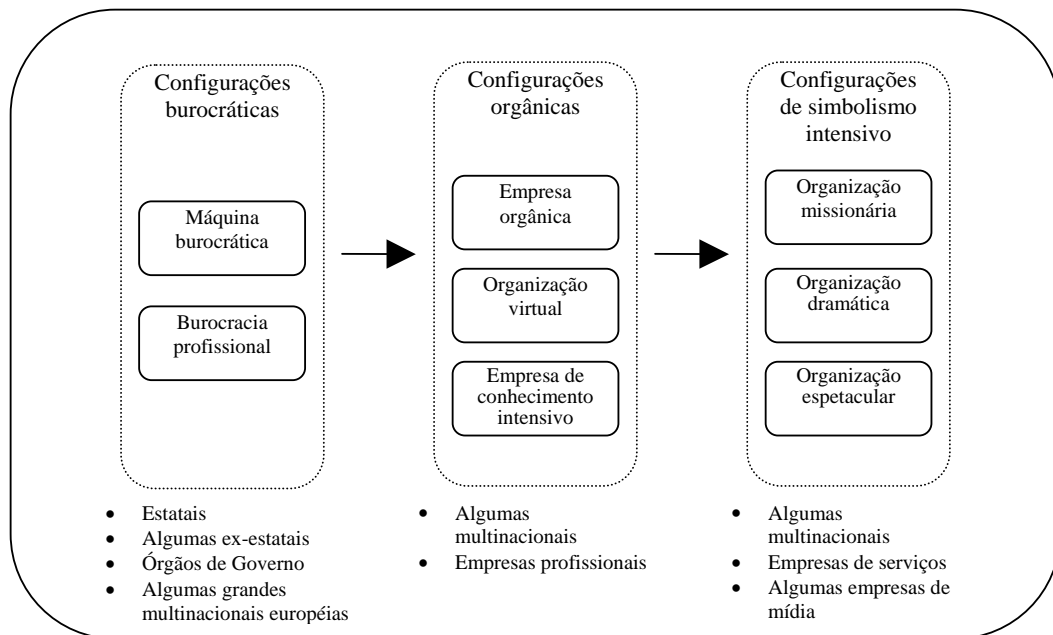 Configurações
burocráticas
Máquina
burocrática
Burocracia
profissional
• Estatais
• Algumas ex-estatais
• Órgãos de Governo
• Algumas grandes
multinacionais européias
Configurações
orgânicas
Empresa
orgânica
Organização
virtual
Empresa de
conhecimento
intensivo
• Algumas
multinacionais
• Empresas profissionais
Configurações
de simbolismo
intensivo
Organização
missionária
Organização
dramática
Organização
espetacular
• Algumas
multinacionais
• Empresas de serviços
• Algumas empresas de
mídia